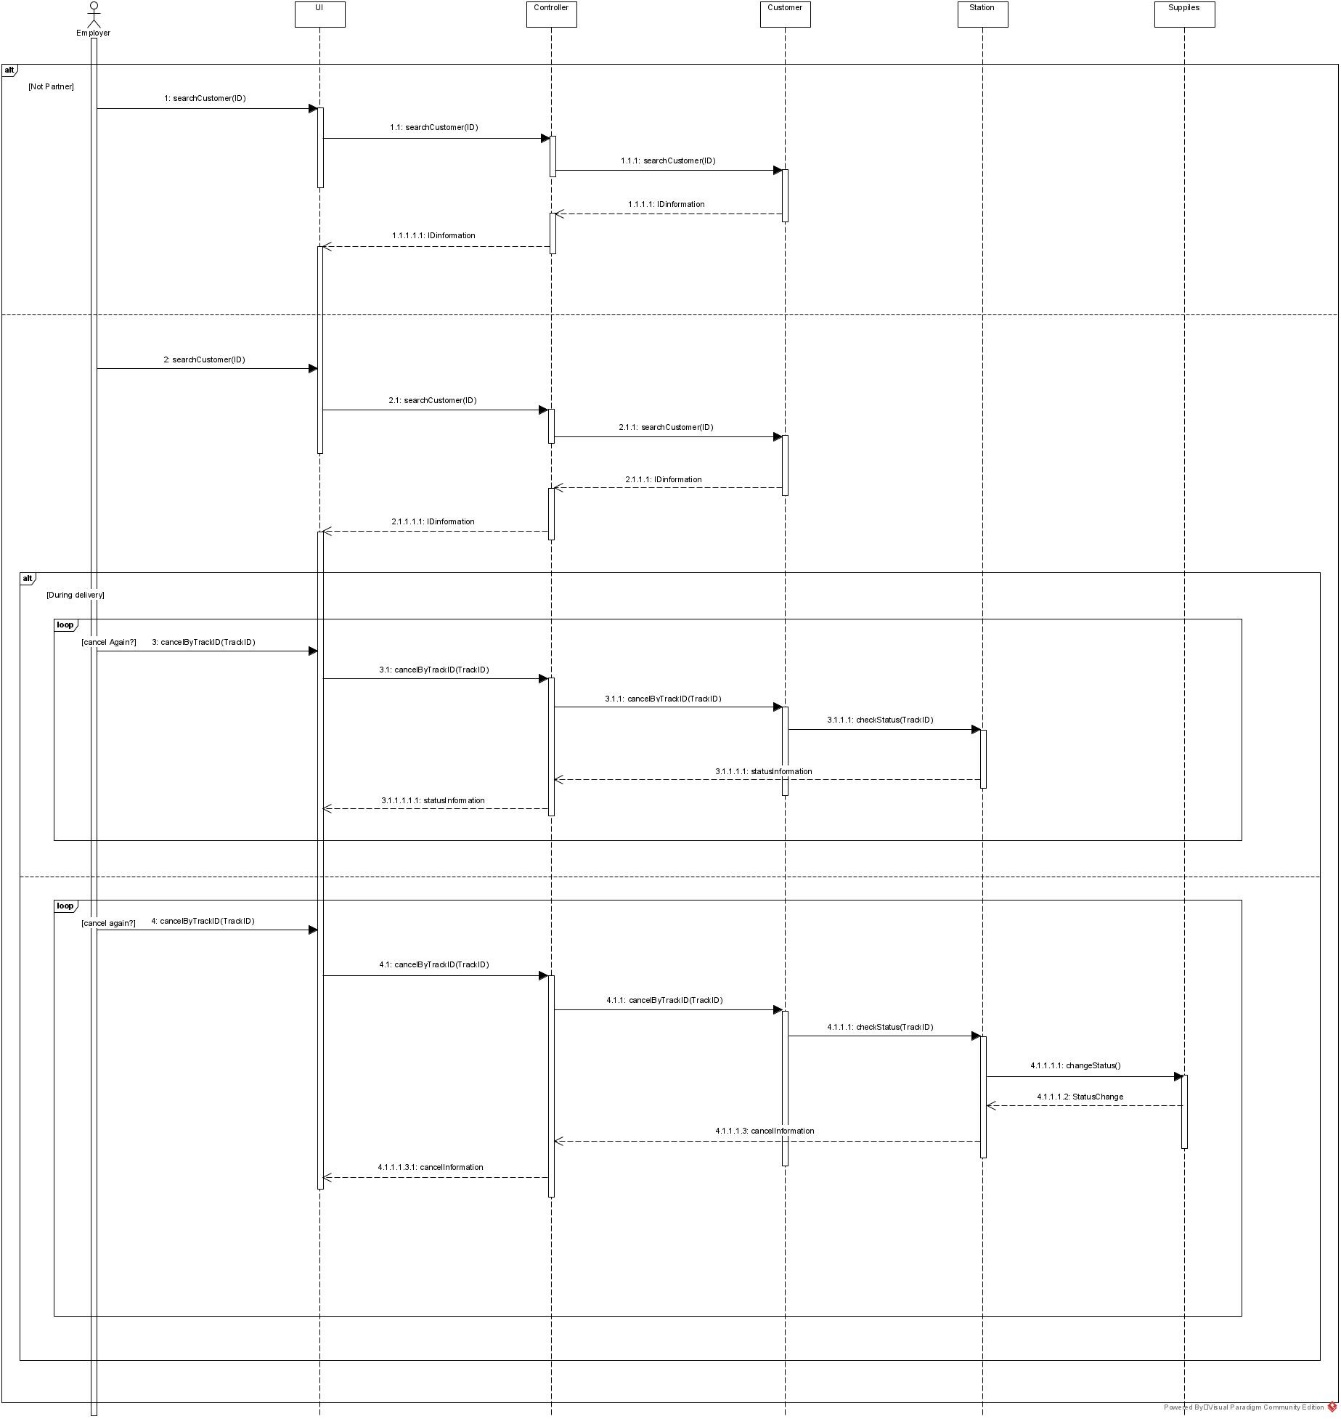 Employer
UI
Controller
Customer
Station
Suppiles
alt
[Not Partner]
1: searchCustomer(ID)
1.1: searchCustomer(ID)
1.1.1: searchCustomer(ID)
1.1.1.1: IDinformation
1.1.1.1.1: IDinformation
2: searchCustomer(ID)
2.1: searchCustomer(ID)
2.1.1: searchCustomer(ID)
2.1.1.1: IDinformation
2.1.1.1.1: IDinformation
alt
[During delivery]
loop
[cancel Again?]
3: cancelByTrackID(TrackID)
3.1: cancelByTrackID(TrackID)
3.1.1: cancelByTrackID(TrackID)
3.1.1.1: checkStatus(TrackID)
3.1.1.1.1: statusInformation
3.1.1.1.1.1: statusInformation
loop
[cancel again?]
4: cancelByTrackID(TrackID)
4.1: cancelByTrackID(TrackID)
4.1.1: cancelByTrackID(TrackID)
4.1.1.1: checkStatus(TrackID)
4.1.1.1.1: changeStatus()
4.1.1.1.2: StatusChange
4.1.1.1.3: cancelInformation
4.1.1.1.3.1: cancelInformation
Powered By Visual Paradigm Community Edition